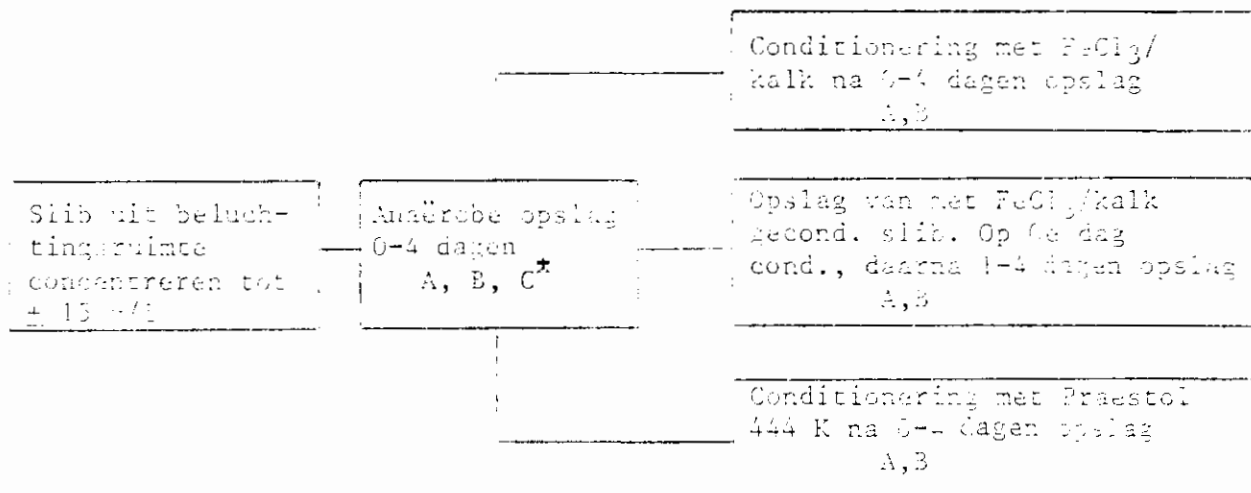 Conditionering met FeCl3/
kalk na 0-4 dagen opslag
A,B
Slib uit beluch-
tingsruimte
concentreren tot
± 13 g/l
Anaërobe opslag
0-4 dagen
A, B, C*
Opslag van met FeCl3/kalk
gecond. slib. Op 0e dag
cond., daarna 1-4 dagen opslag
A,B
Conditionering met Praestol
444 K na 0-4 dagen opslag
A,B